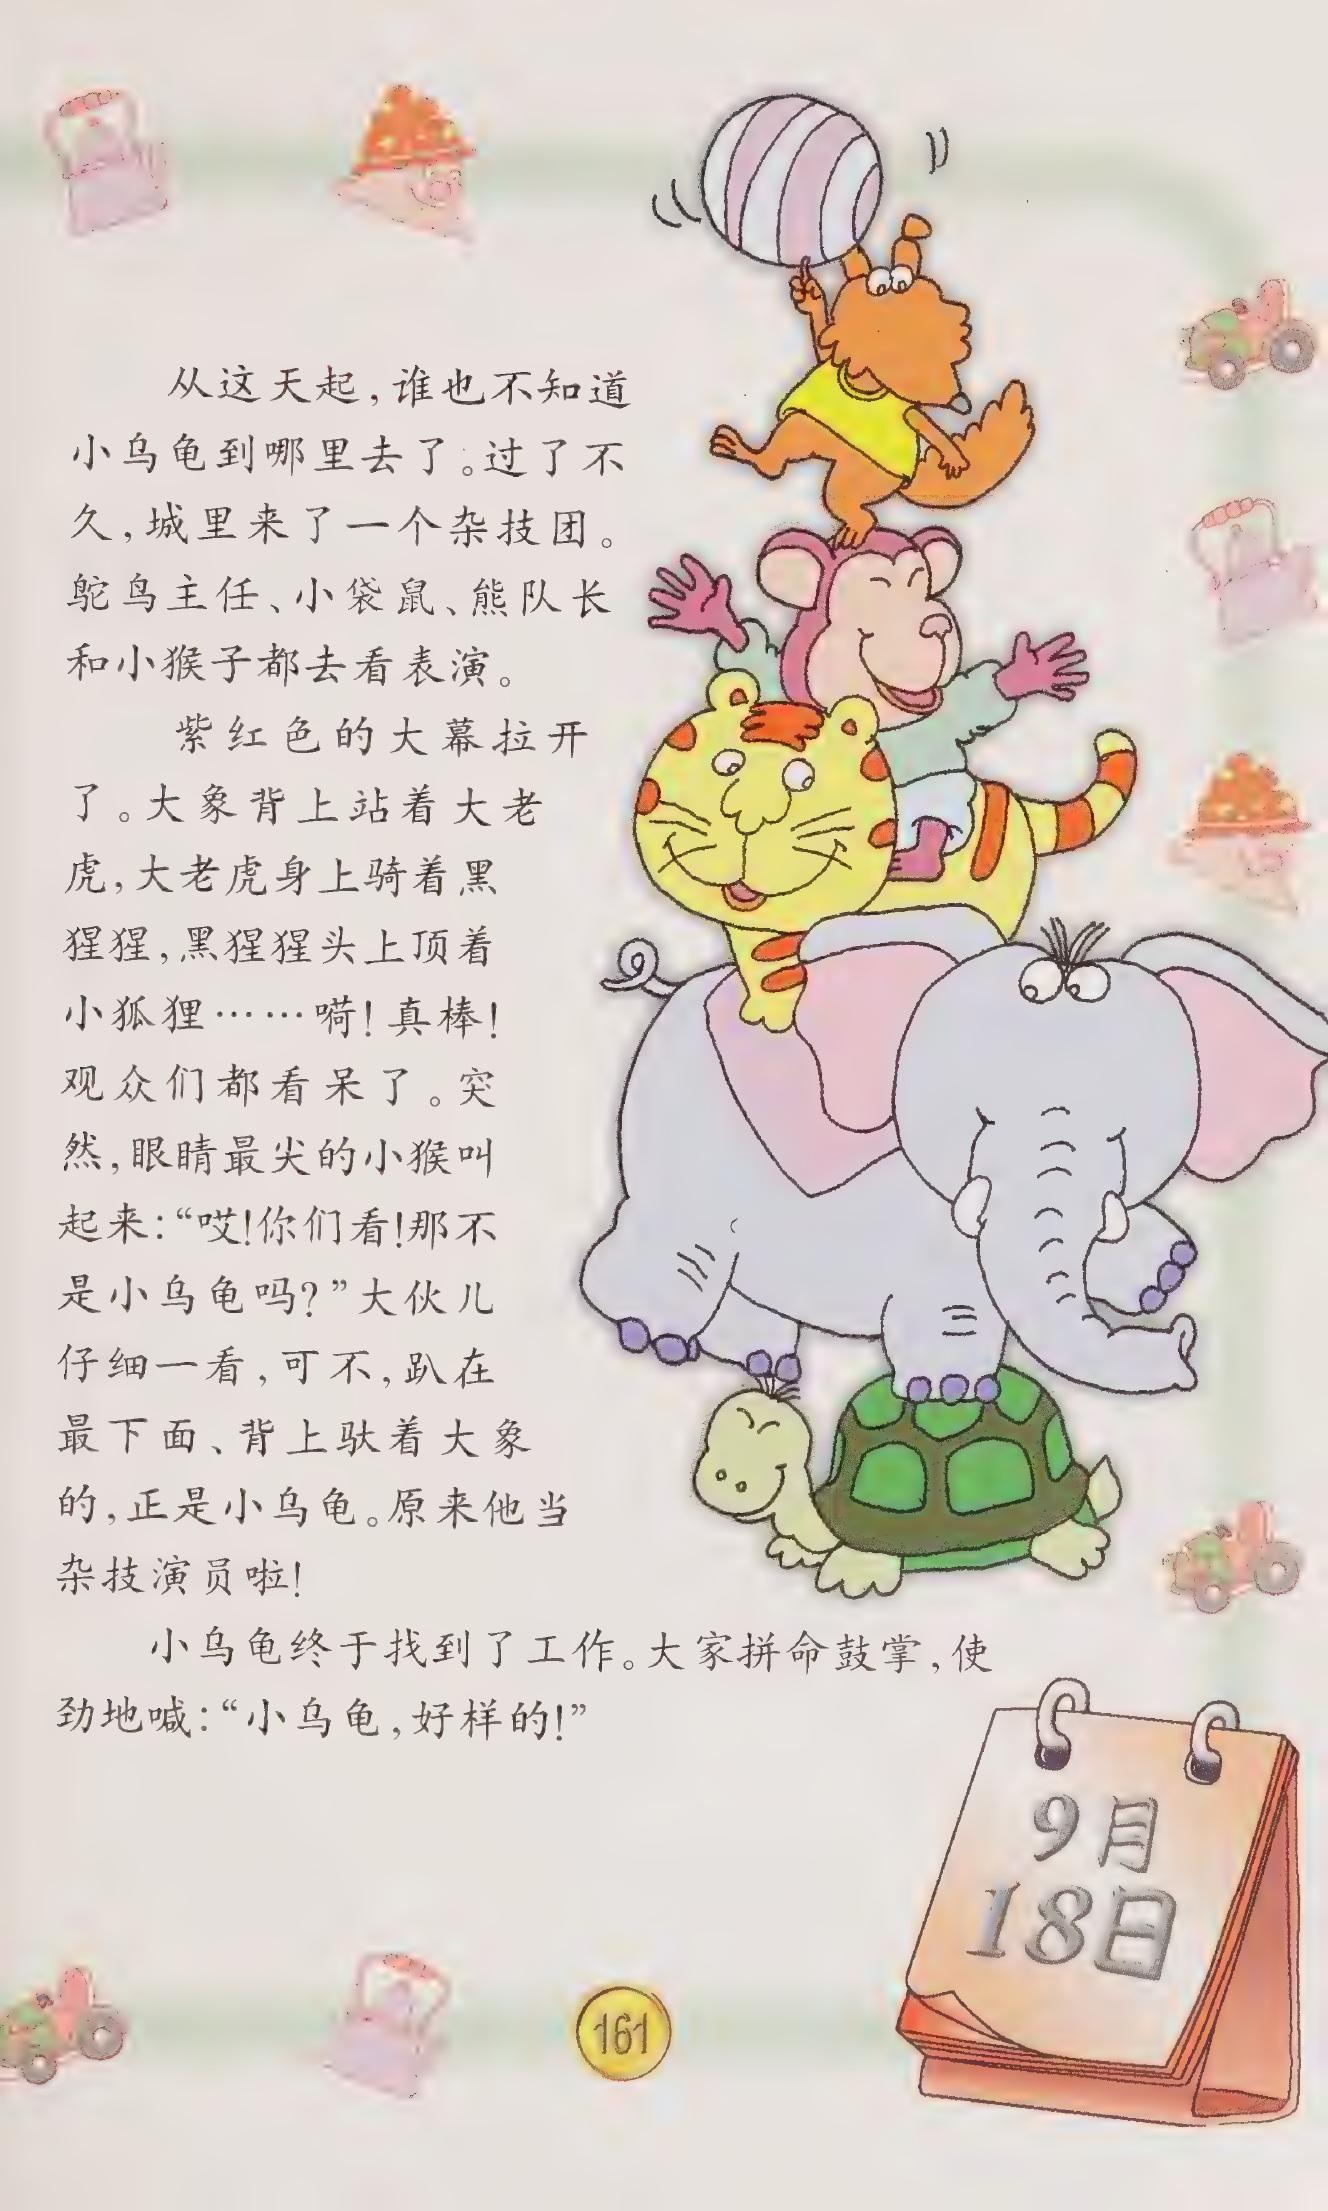 从这天起,谁也不知道
小乌龟到哪里去了。过了不
久,城里来了一个杂技团。
鸵鸟主任、小袋鼠、熊队长
和小猴子都去看表演。
紫红色的大幕拉开
了。大象背上站着大老
虎,大老虎身上骑着黑
猩猩,黑猩猩头上顶着
小狐狸……嗬!真棒!
观众们都看呆了。突
然,眼睛最尖的小猴叫
起来:“哎!你们看!那不
是小乌龟吗?”大伙儿
仔细一看,可不,趴在
最下面、背上驮着大象
的,正是小乌龟。原来他当
杂技演员啦!
小乌龟终于找到了工作。大家拼命鼓掌,使
劲地喊:“小乌龟,好样的!”
9月
18日
161